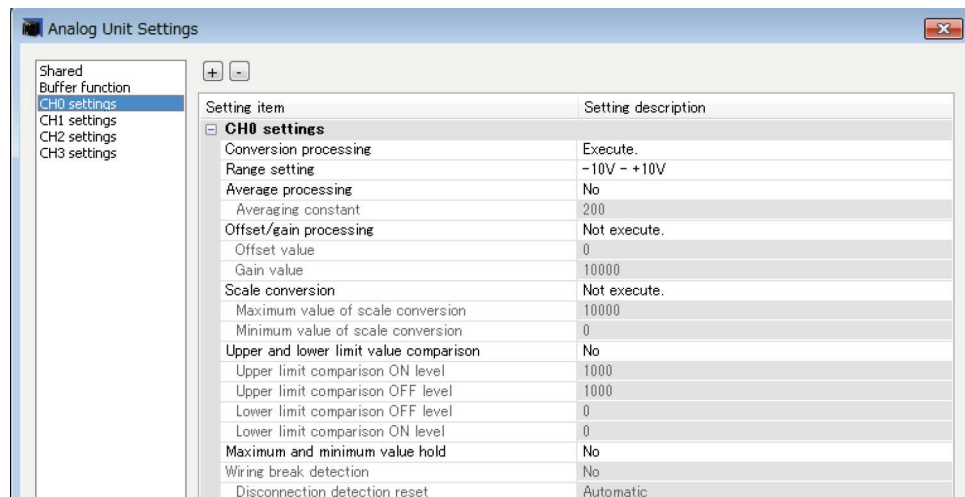 Analog Unit Settings
Shared
Buffer function
CH0 settings
CH1 settings
CH2 settings
CH3 settings
+ -
Setting item Setting description
CH0 settings
Conversion processing Execute.
Range setting -10V - +10V
Average processing No
Averaging constant 200
Offset/gain processing Not execute.
Offset value 0
Gain value 10000
Scale conversion Not execute.
Maximum value of scale conversion 10000
Minimum value of scale conversion 0
Upper and lower limit value comparison No
Upper limit comparison ON level 1000
Upper limit comparison OFF level 1000
Lower limit comparison OFF level 0
Lower limit comparison ON level 0
Maximum and minimum value hold No
Wiring break detection No
Disconnection detection reset Automatic